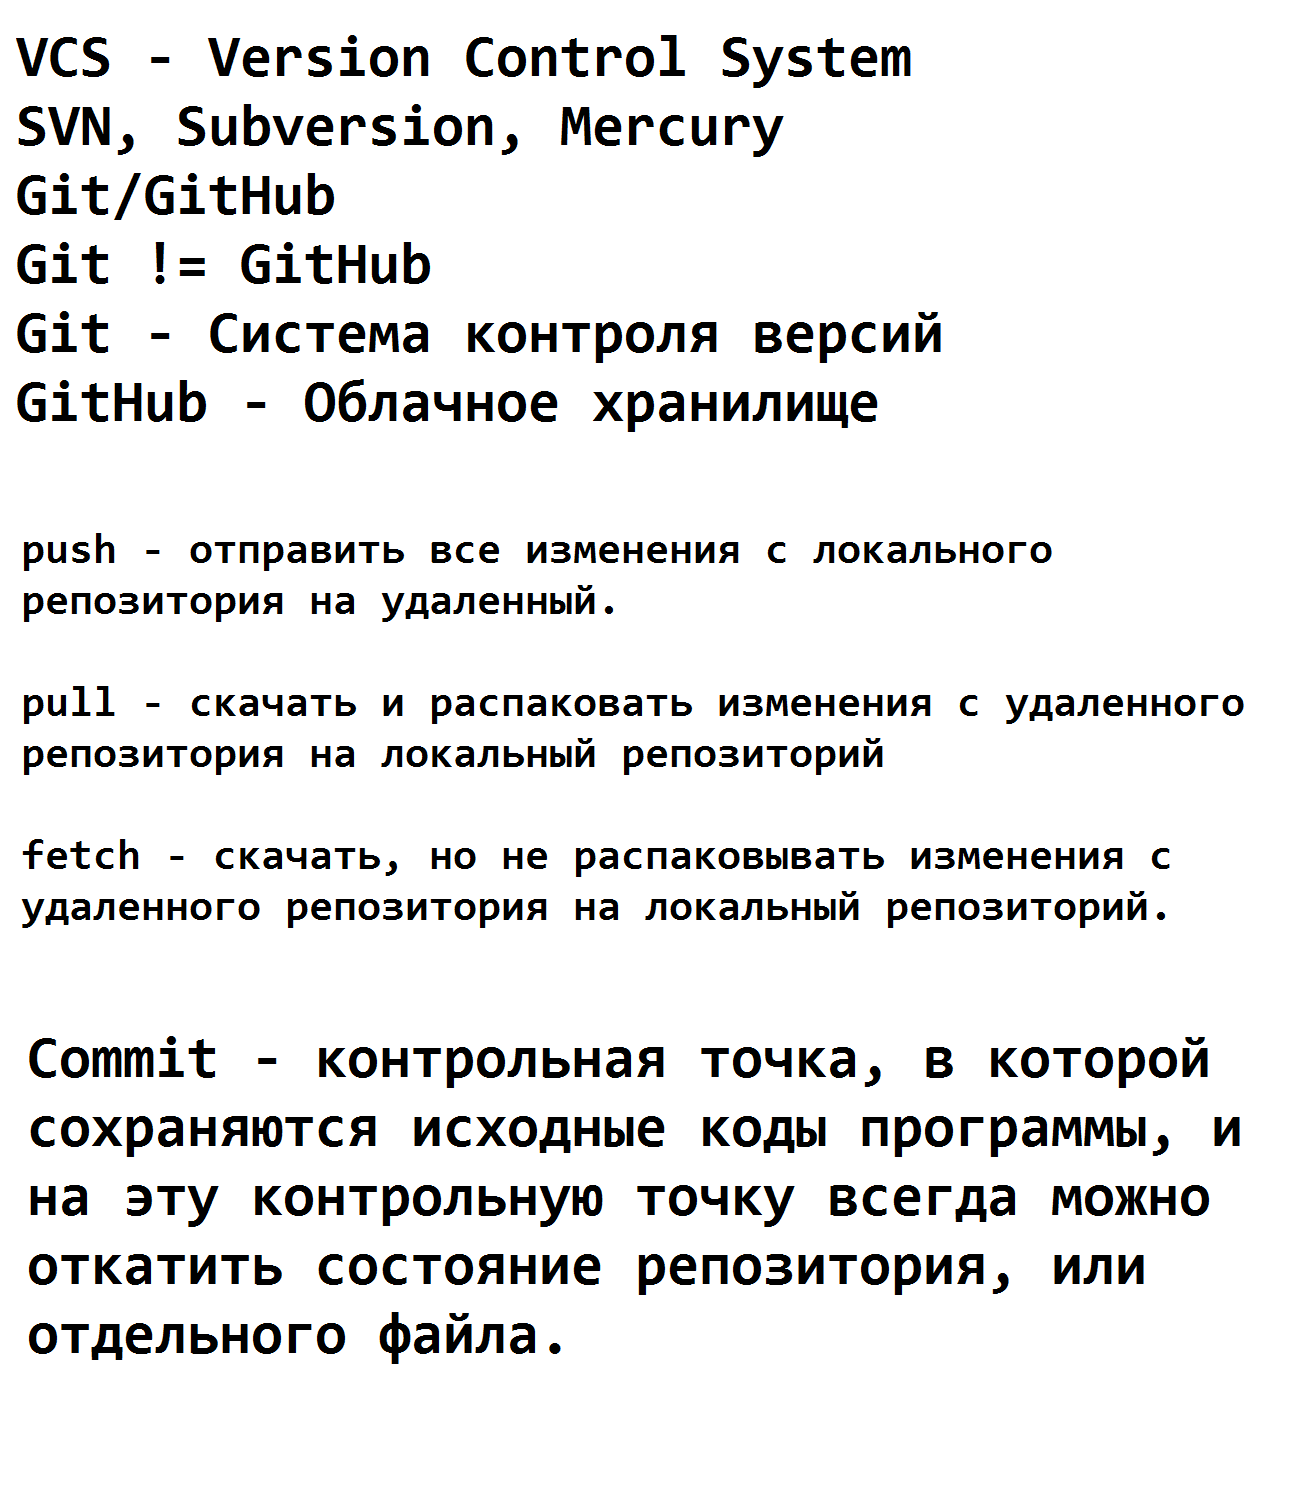 VCS - Version Control System
SVN, Subversion, Mercury
Git/GitHub
Git != GitHub
Git - Система контроля версий
GitHub - Облачное хранилище
push - отправить все изменения с локального
репозитория на удаленный.
pull - скачать и распаковать изменения с удаленного
репозитория на локальный репозиторий
fetch - скачать, но не распаковывать изменения с
удаленного репозитория на локальный репозиторий.
Commit - контрольная точка, в которой
сохраняются исходные коды программы, и
на эту контрольную точку всегда можно
откатить состояние репозитория, или
отдельного файла.